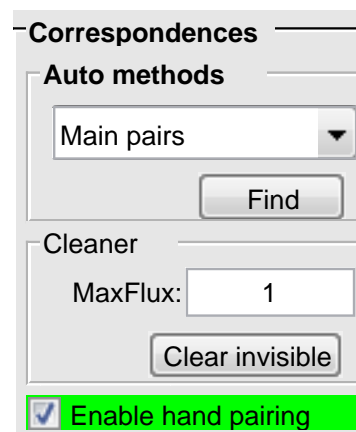 Correspondences
Auto methods
Main pairs
Find
Cleaner
MaxFlux: 1
Clear invisible
Enable hand pairing